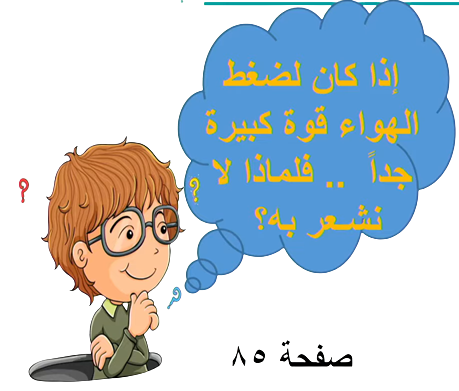 إذا كان لضغط
الهواء قوة كبيرة
جداً .. فلماذا لا
نشعر به؟
؟
؟
؟
صفحة ٨٥